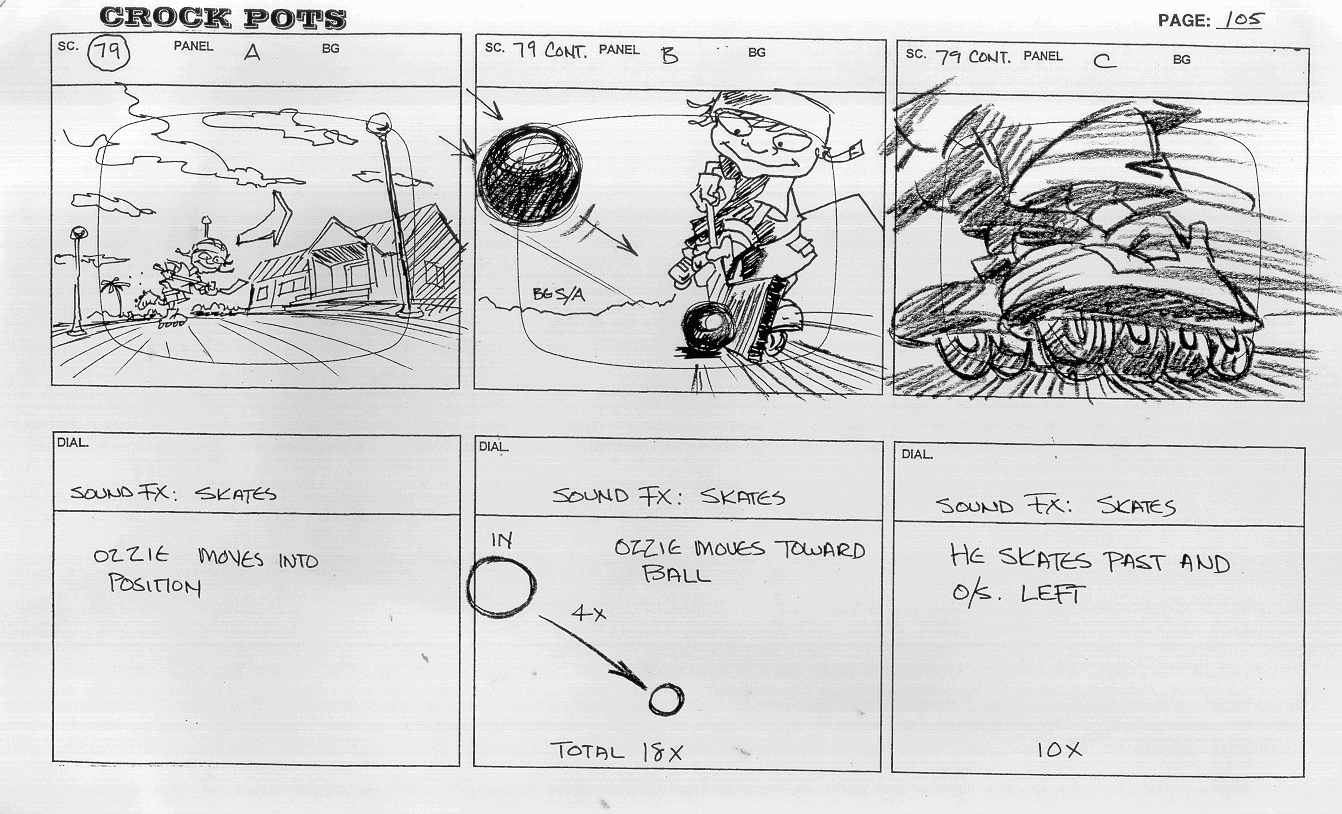 CROCK POTS
PAGE: 105
SC. 79 PANEL A BG
SC. 79 CONT. PANEL B BG
SC. 79 CONT. PANEL C BG
BG S/A
DIAL.
SOUND FX: SKATES
OZZIE MOVES INTO
POSITION
DIAL.
SOUND FX: SKATES
IN
OZZIE MOVES TOWARD
BALL
4X
TOTAL 18X
DIAL.
SOUND FX: SKATES
HE SKATES PAST AND
O/S. LEFT
10X